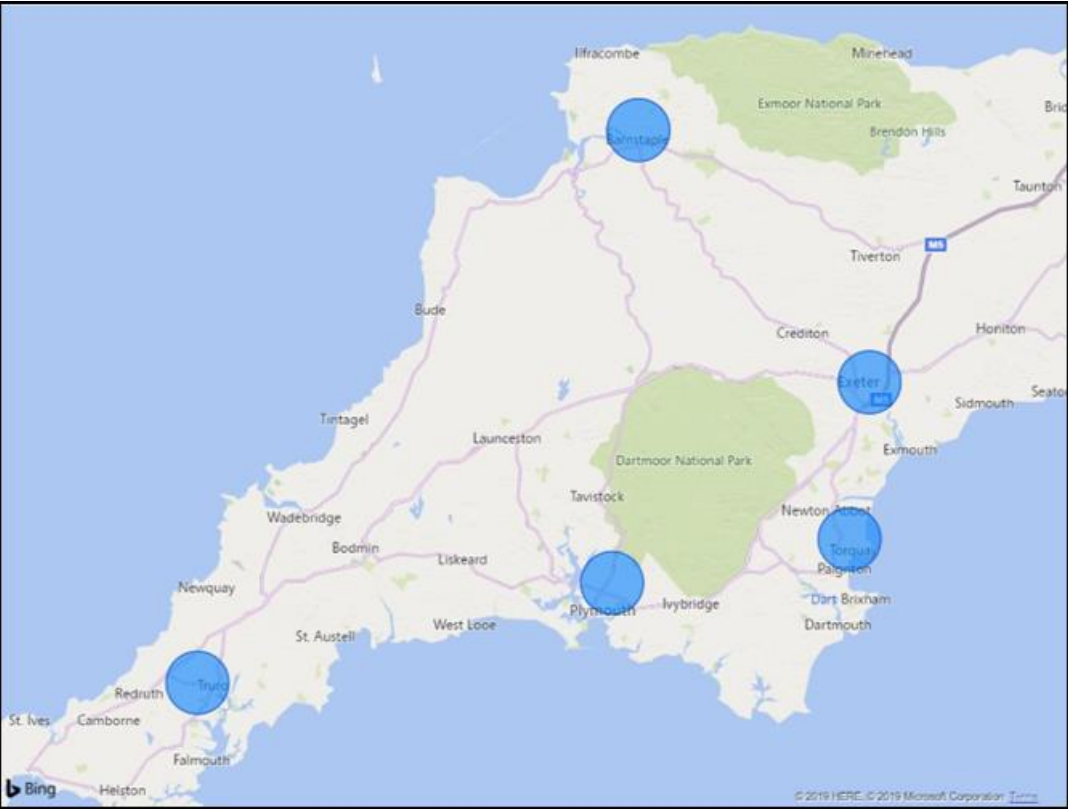 Ilfracombe
Minehead
Exmoor National Park
Barnstaple
Brendon Hills
Taunton
M5
Tiverton
Bude
Crediton
Honiton
Exeter
Sidmouth
Tintagel
Launceston
Exmouth
Dartmoor National Park
Tavistock
Newton Abbot
Wadebridge
Bodmin
Liskeard
Torquay
Paignton
Newquay
Plymouth
Ivybridge
Dart
Brixham
West Looe
Dartmouth
St. Austell
Truro
Redruth
St. Ives
Camborne
Falmouth
Bing
Helston
© 2019 HERE, © 2019 Microsoft Corporation Terms